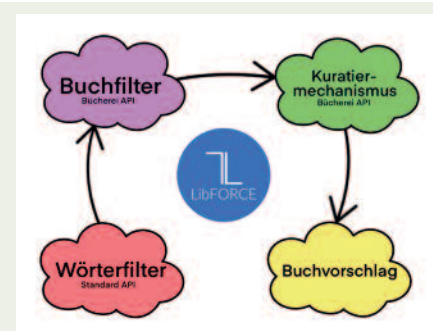 Buchfilter
Bücherei API
Kuratier-
mechanismus
Bücherei API
LibFORCE
Wörterfilter
Standard API
Buchvorschlag